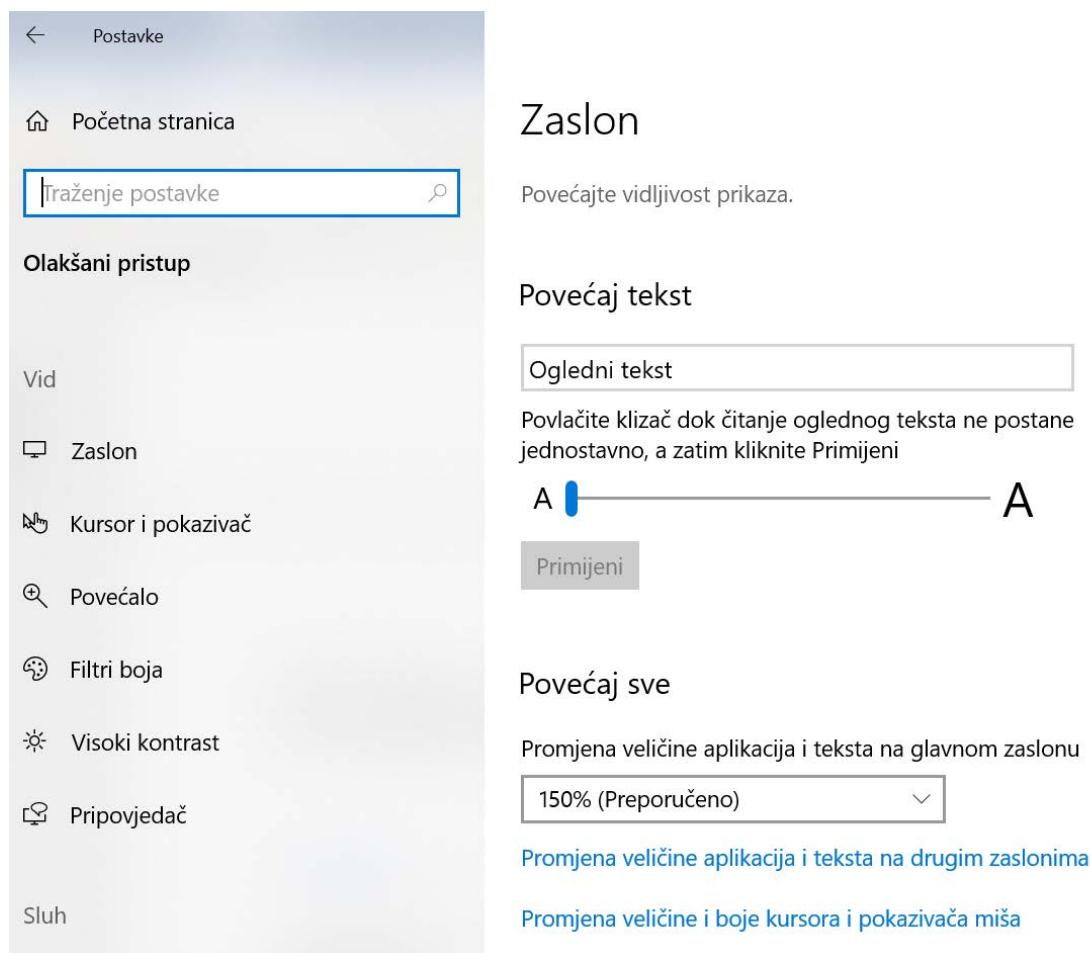 Postavke
Početna stranica
Traženje postavke
Olakšani pristup
Vid
Zaslon
Kursor i pokazivač
Povećalo
Filtri boja
Visoki kontrast
Pripovjedač
Sluh
Zaslon
Povećajte vidljivost prikaza.
Povećaj tekst
Ogledni tekst
Povlačite klizač dok čitanje oglednog teksta ne postane
jednostavno, a zatim kliknite Primijeni
A A
Primijeni
Povećaj sve
Promjena veličine aplikacija i teksta na glavnom zaslonu
150% (Preporučeno)
Promjena veličine aplikacija i teksta na drugim zaslonima
Promjena veličine i boje kursora i pokazivača miša